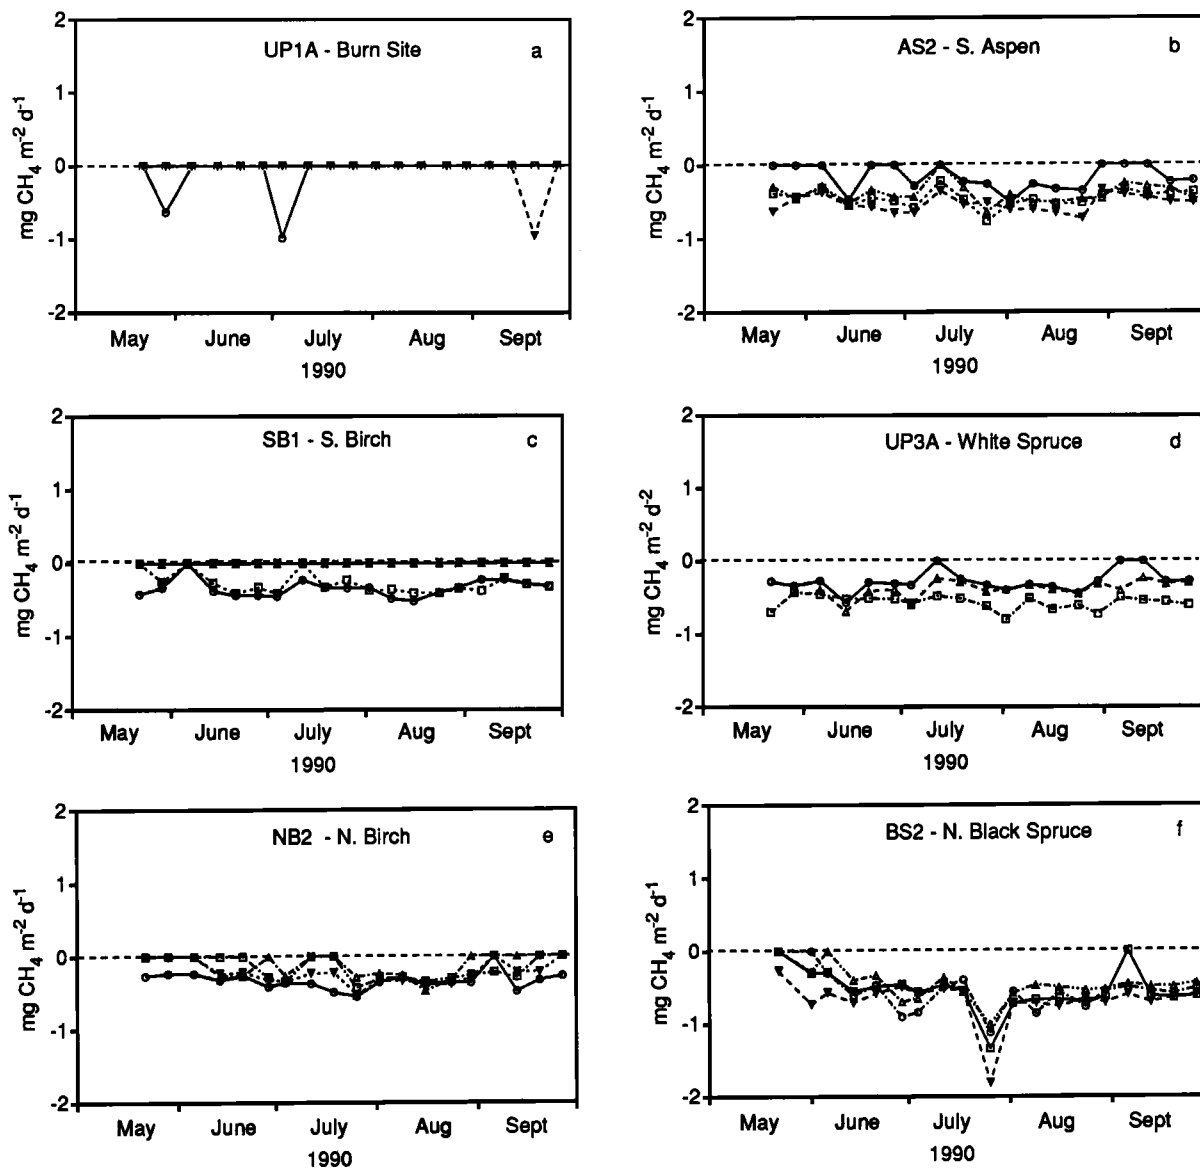 UP1A - Burn Site a
mg CH4 m-2 d-1
2
1
0
-1
-2
May June July Aug Sept
1990
AS2 - S. Aspen b
mg CH4 m-2 d-1
2
1
0
-1
-2
May June July Aug Sept
1990
SB1 - S. Birch c
mg CH4 m-2 d-1
2
1
0
-1
-2
May June July Aug Sept
1990
UP3A - White Spruce d
mg CH4 m-2 d-2
2
1
0
-1
-2
May June July Aug Sept
1990
NB2 - N. Birch e
mg CH4 m-2 d-1
2
1
0
-1
-2
May June July Aug Sept
1990
BS2 - N. Black Spruce f
mg CH4 m-2 d-1
2
1
0
-1
-2
May June July Aug Sept
1990